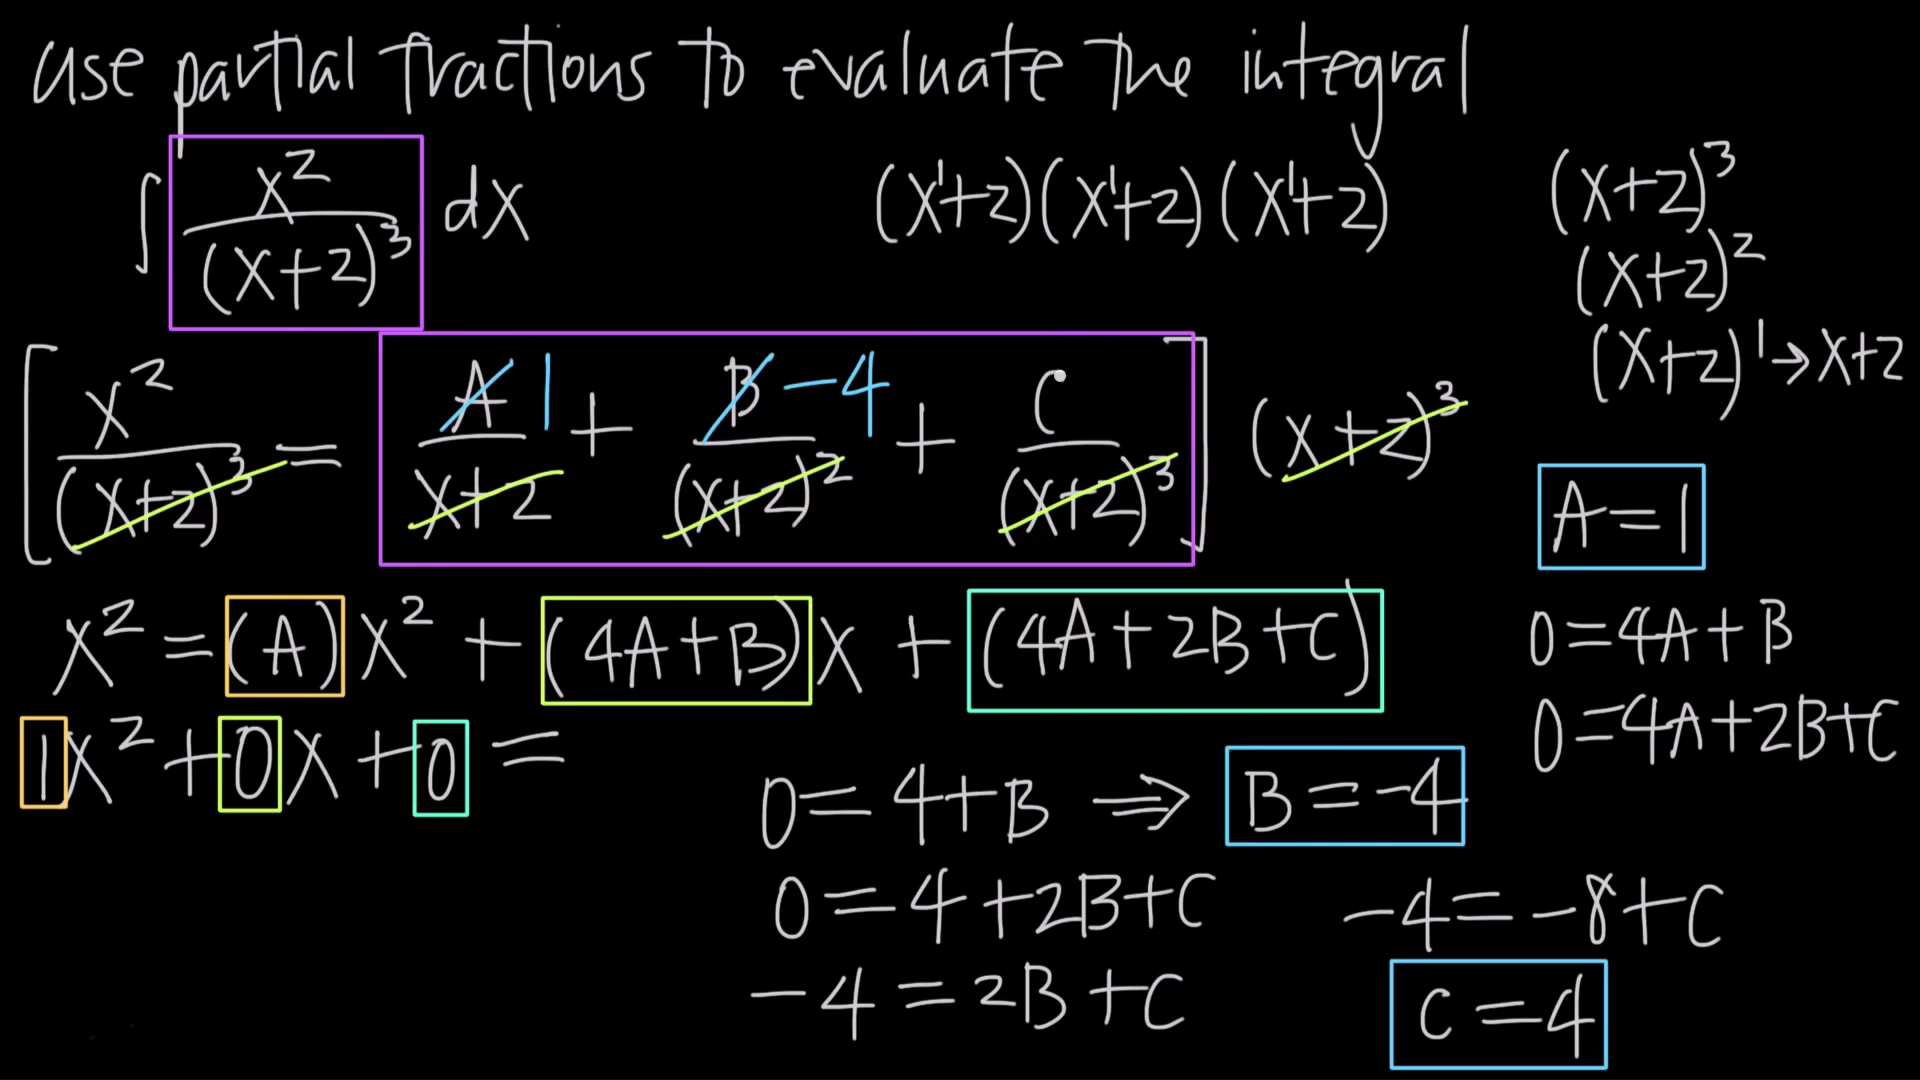 use partial fractions to evaluate the integral
∫ x²/(x+2)³ dx
(x¹+2)(x¹+2)(x¹+2)
(x+2)³
(x+2)²
(x+2)¹→x+2
[x²/(x+2)³ = A 1/(x+2) + B -4/(x+2)² + C/(x+2)³] (x+2)³
A=1
x²=(A)x²+(4A+B)x+(4A+2B+C)
0=4A+B
0=4A+2B+C
1x²+0x+0=
0=4+B ⇒ B=-4
0=4+2B+C
-4=2B+C
-4=-8+C
C=4